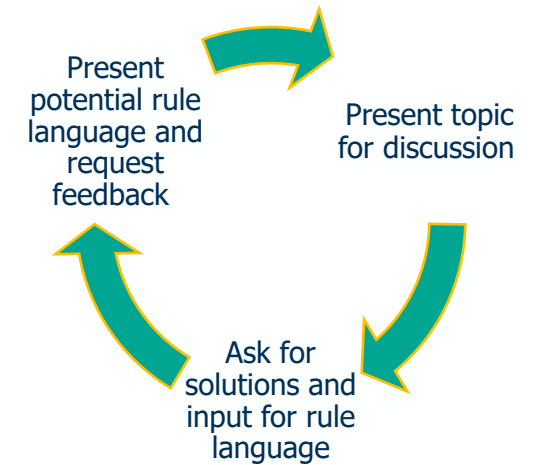 Present
potential rule
language and
request
feedback
Present topic
for discussion
Ask for
solutions and
input for rule
language